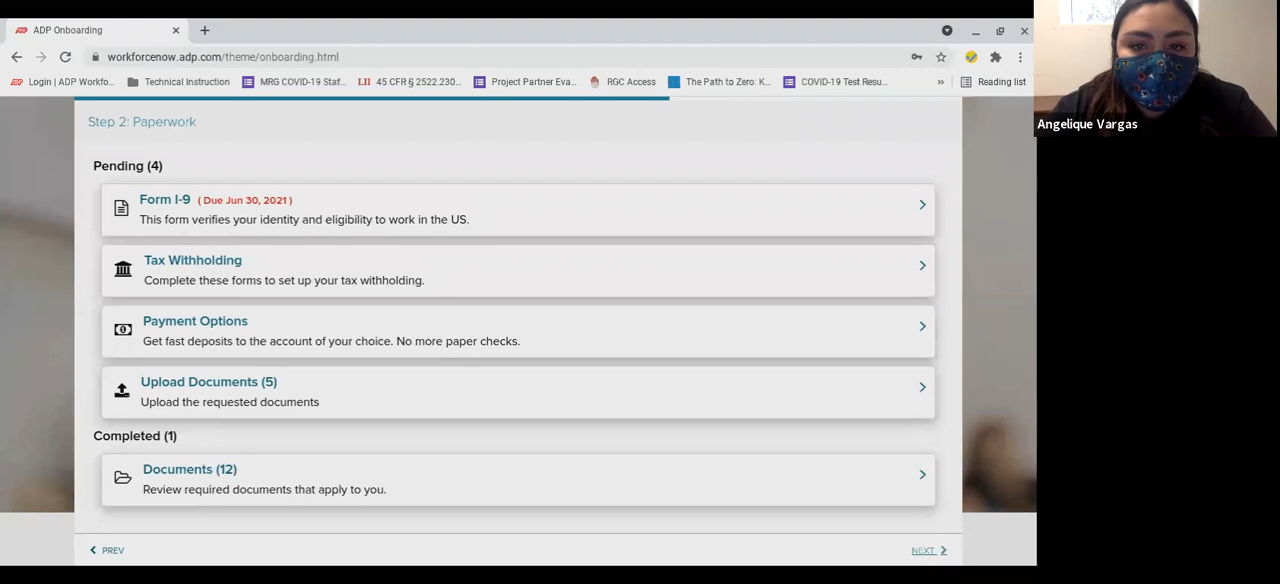 ADP Onboarding
workforcenow.adp.com/theme/onboarding.html
Login | ADP Workfo...
Technical Instruction
MRG COVID-19 Staf...
LII 45 CFR § 2522.230...
Project Partner Eva...
RGC Access
The Path to Zero: K...
COVID-19 Test Resu...
»
Reading list
Angelique Vargas
Step 2: Paperwork
Pending (4)
Form I-9 ( Due Jun 30, 2021 )
This form verifies your identity and eligibility to work in the US.
Tax Withholding
Complete these forms to set up your tax withholding.
Payment Options
Get fast deposits to the account of your choice. No more paper checks.
Upload Documents (5)
Upload the requested documents
Completed (1)
Documents (12)
Review required documents that apply to you.
PREV
NEXT